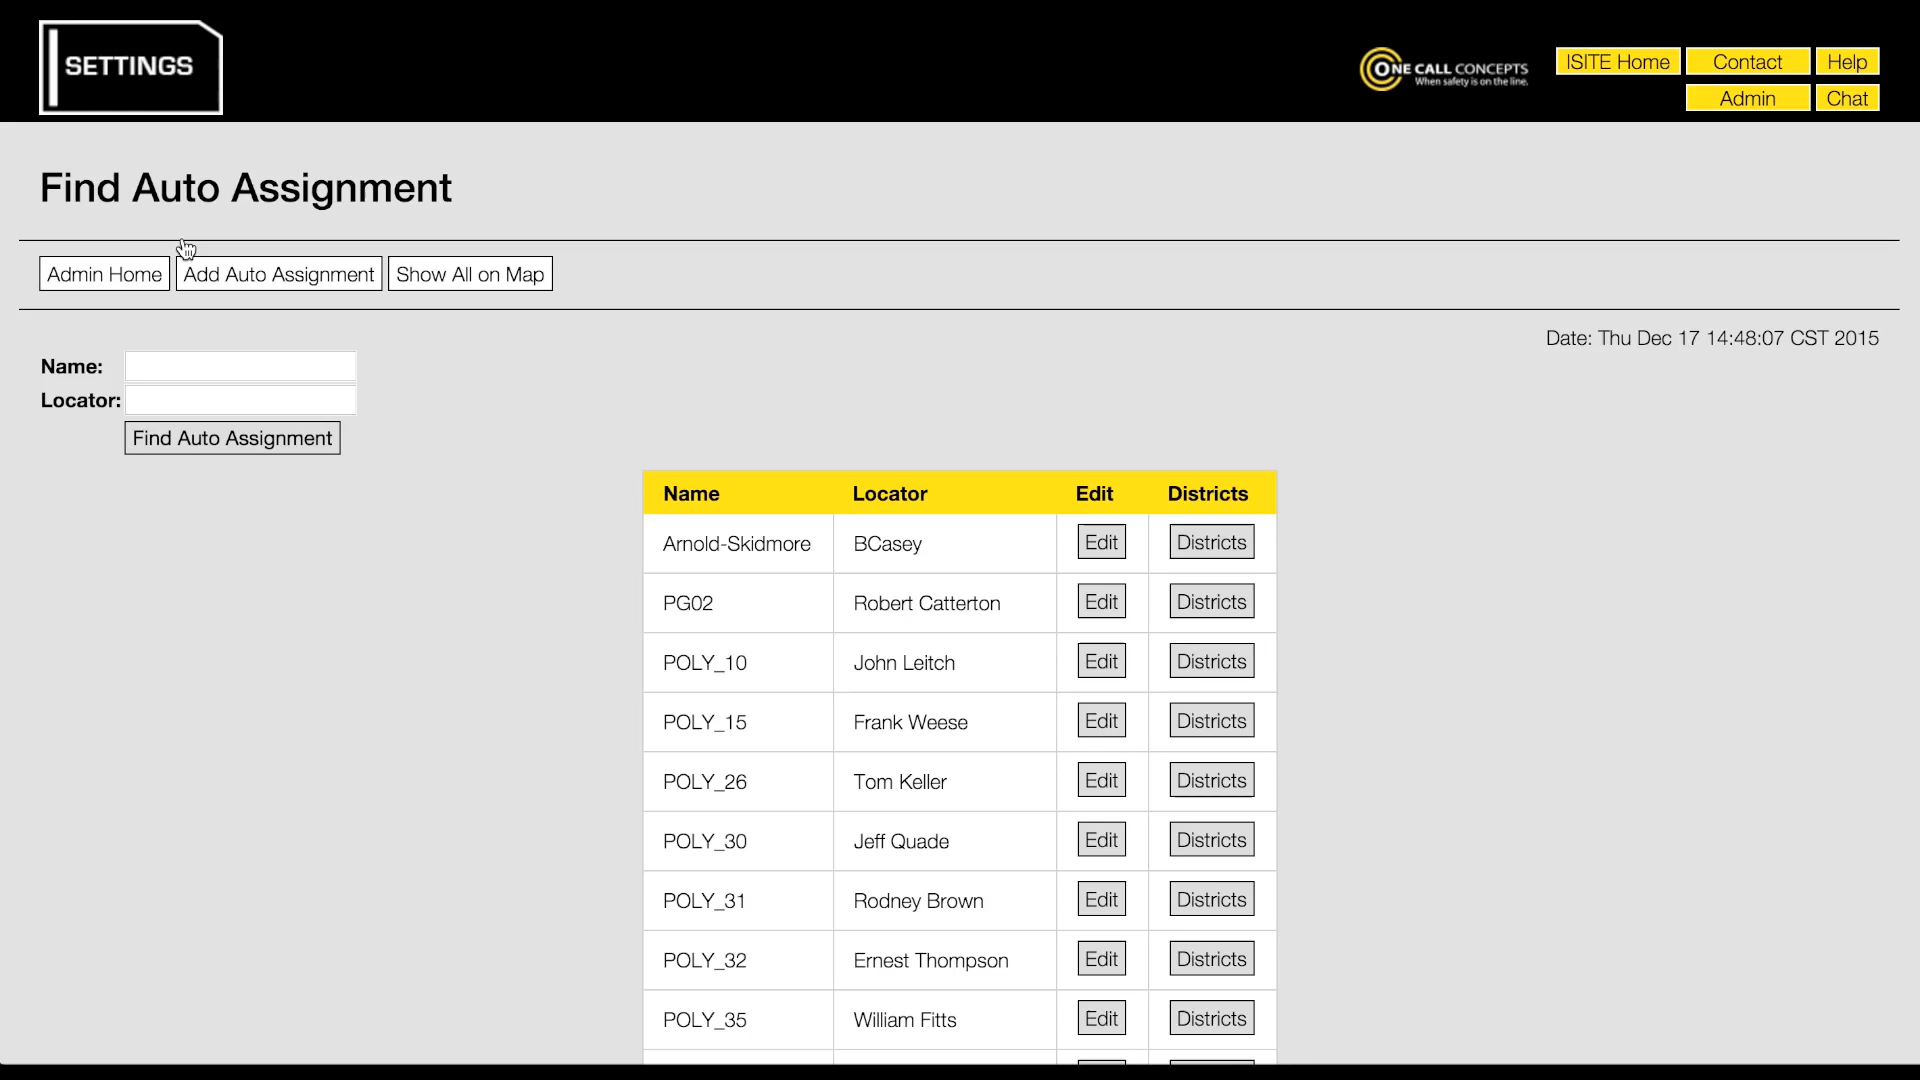 SETTINGS
ONE CALL CONCEPTS
When safety is on the line.
ISITE Home Contact Help
Admin Chat
Find Auto Assignment
Admin Home Add Auto Assignment Show All on Map
Date: Thu Dec 17 14:48:07 CST 2015
Name:
Locator:
Find Auto Assignment
Name Locator Edit Districts
Arnold-Skidmore BCasey Edit Districts
PG02 Robert Catterton Edit Districts
POLY_10 John Leitch Edit Districts
POLY_15 Frank Weese Edit Districts
POLY_26 Tom Keller Edit Districts
POLY_30 Jeff Quade Edit Districts
POLY_31 Rodney Brown Edit Districts
POLY_32 Ernest Thompson Edit Districts
POLY_35 William Fitts Edit Districts